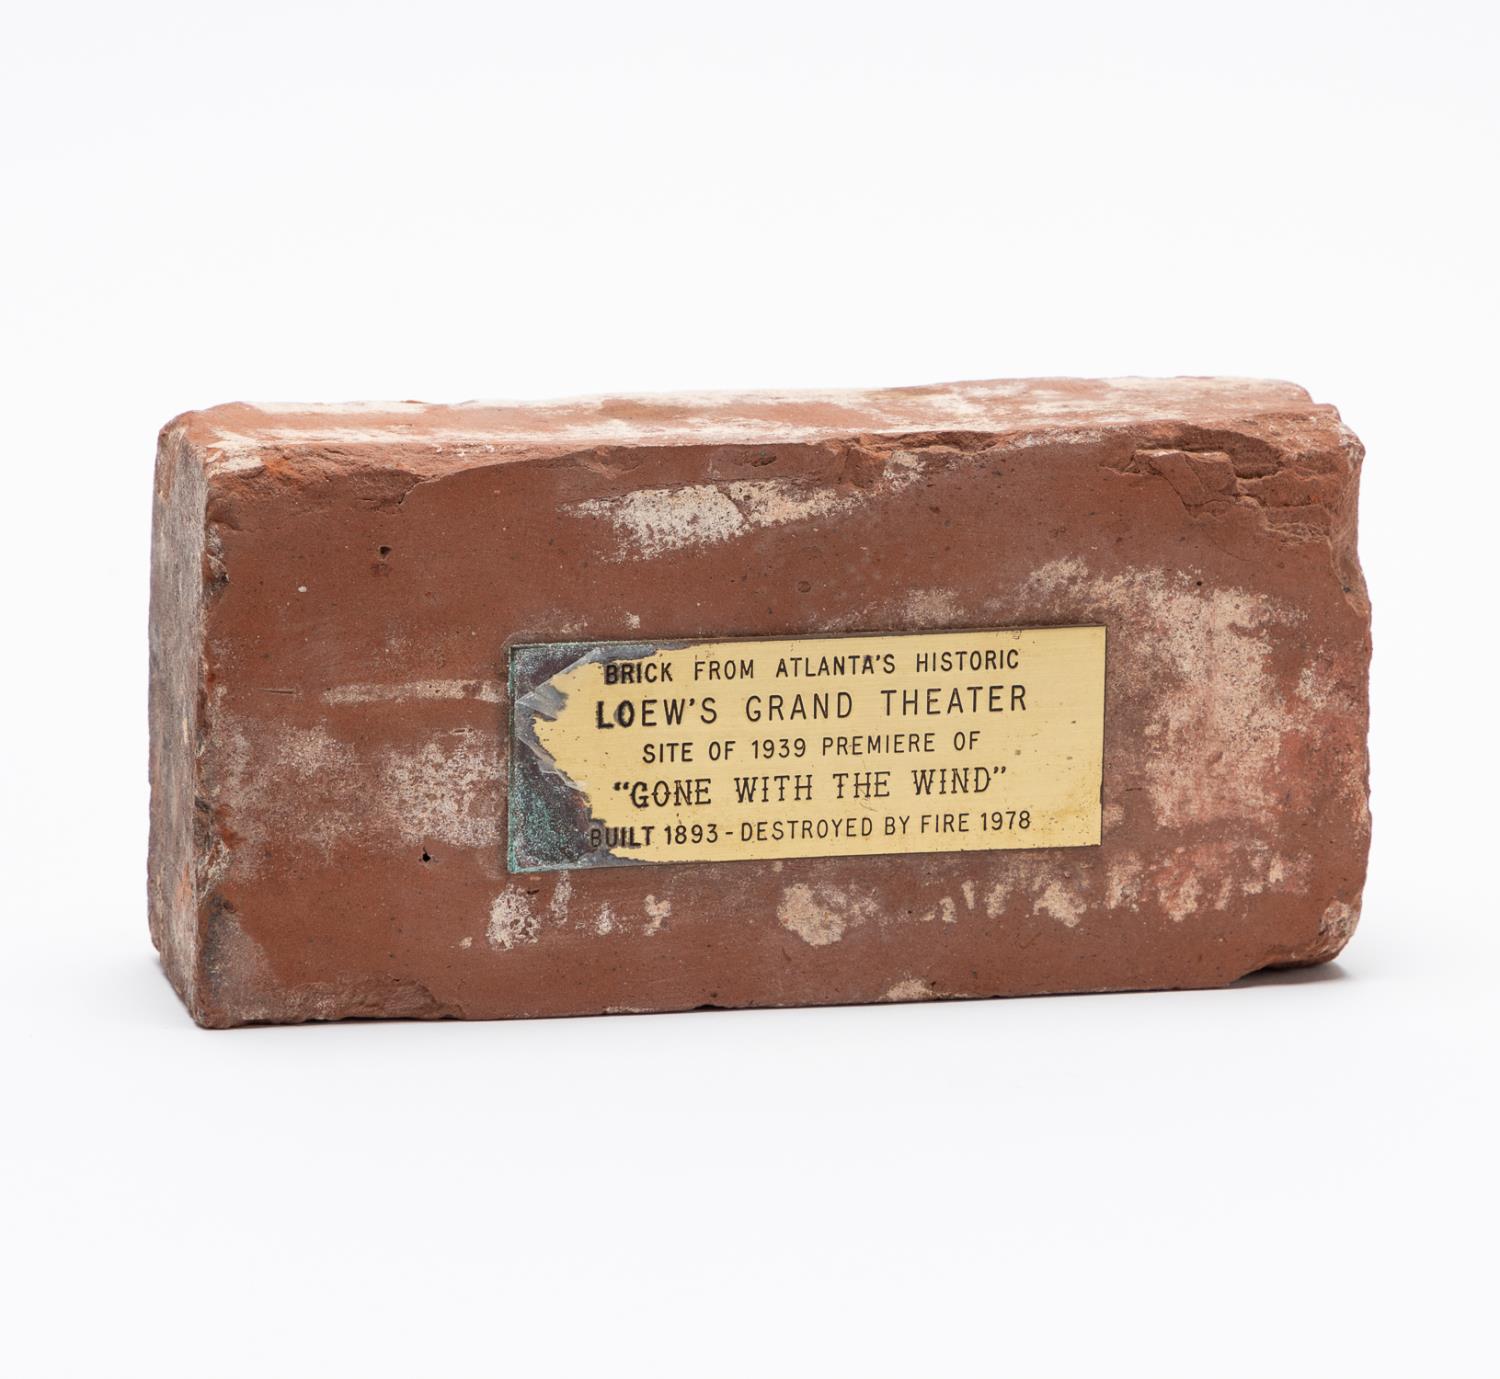 BRICK FROM ATLANTA'S HISTORIC
LOEW'S GRAND THEATER
SITE OF 1939 PREMIERE OF
“GONE WITH THE WIND”
BUILT 1893-DESTROYED BY FIRE 1978